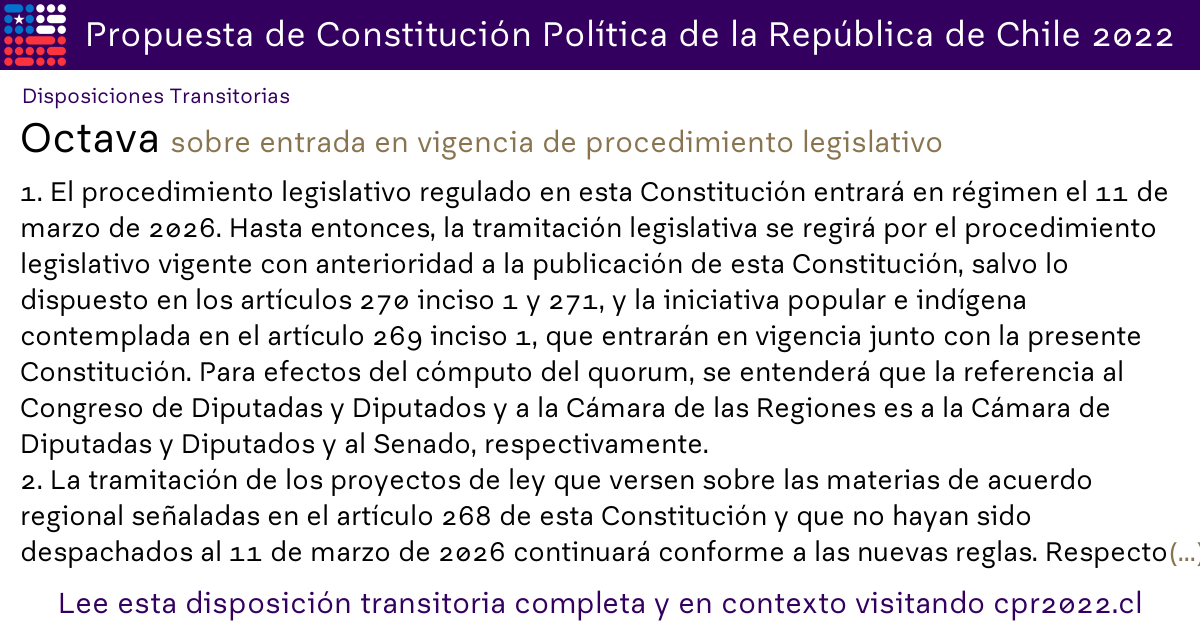 Propuesta de Constitución Política de la República de Chile 2022
Disposiciones Transitorias
Octava sobre entrada en vigencia de procedimiento legislativo
1. El procedimiento legislativo regulado en esta Constitución entrará en régimen el 11 de
marzo de 2026. Hasta entonces, la tramitación legislativa se regirá por el procedimiento
legislativo vigente con anterioridad a la publicación de esta Constitución, salvo lo
dispuesto en los artículos 270 inciso 1 y 271, y la iniciativa popular e indígena
contemplada en el artículo 269 inciso 1, que entrarán en vigencia junto con la presente
Constitución. Para efectos del cómputo del quorum, se entenderá que la referencia al
Congreso de Diputadas y Diputados y a la Cámara de las Regiones es a la Cámara de
Diputadas y Diputados y al Senado, respectivamente.
2. La tramitación de los proyectos de ley que versen sobre las materias de acuerdo
regional señaladas en el artículo 268 de esta Constitución y que no hayan sido
despachados al 11 de marzo de 2026 continuará conforme a las nuevas reglas. Respecto(...)
Lee esta disposición transitoria completa y en contexto visitando cpr2022.cl